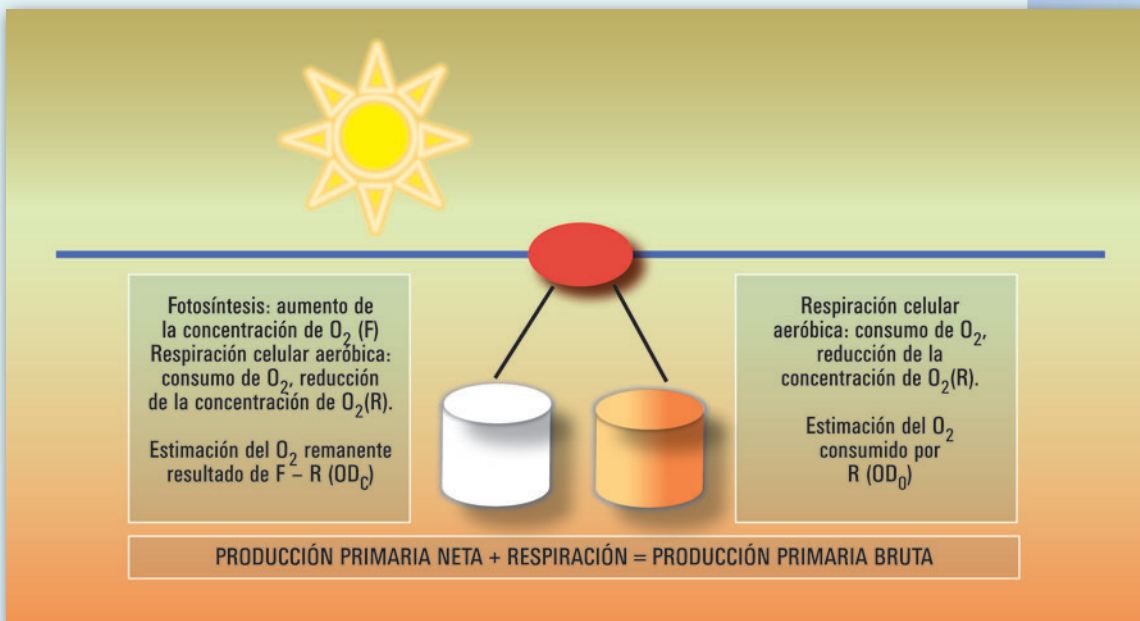 Fotosíntesis: aumento de
la concentración de O₂ (F)
Respiración celular aeróbica:
consumo de O₂, reducción
de la concentración de O₂(R).
Estimación del O₂ remanente
resultado de F – R (OD_C)
Respiración celular
aeróbica: consumo de O₂,
reducción de la
concentración de O₂(R).
Estimación del O₂
consumido por
R (OD₀)
PRODUCCIÓN PRIMARIA NETA + RESPIRACIÓN = PRODUCCIÓN PRIMARIA BRUTA